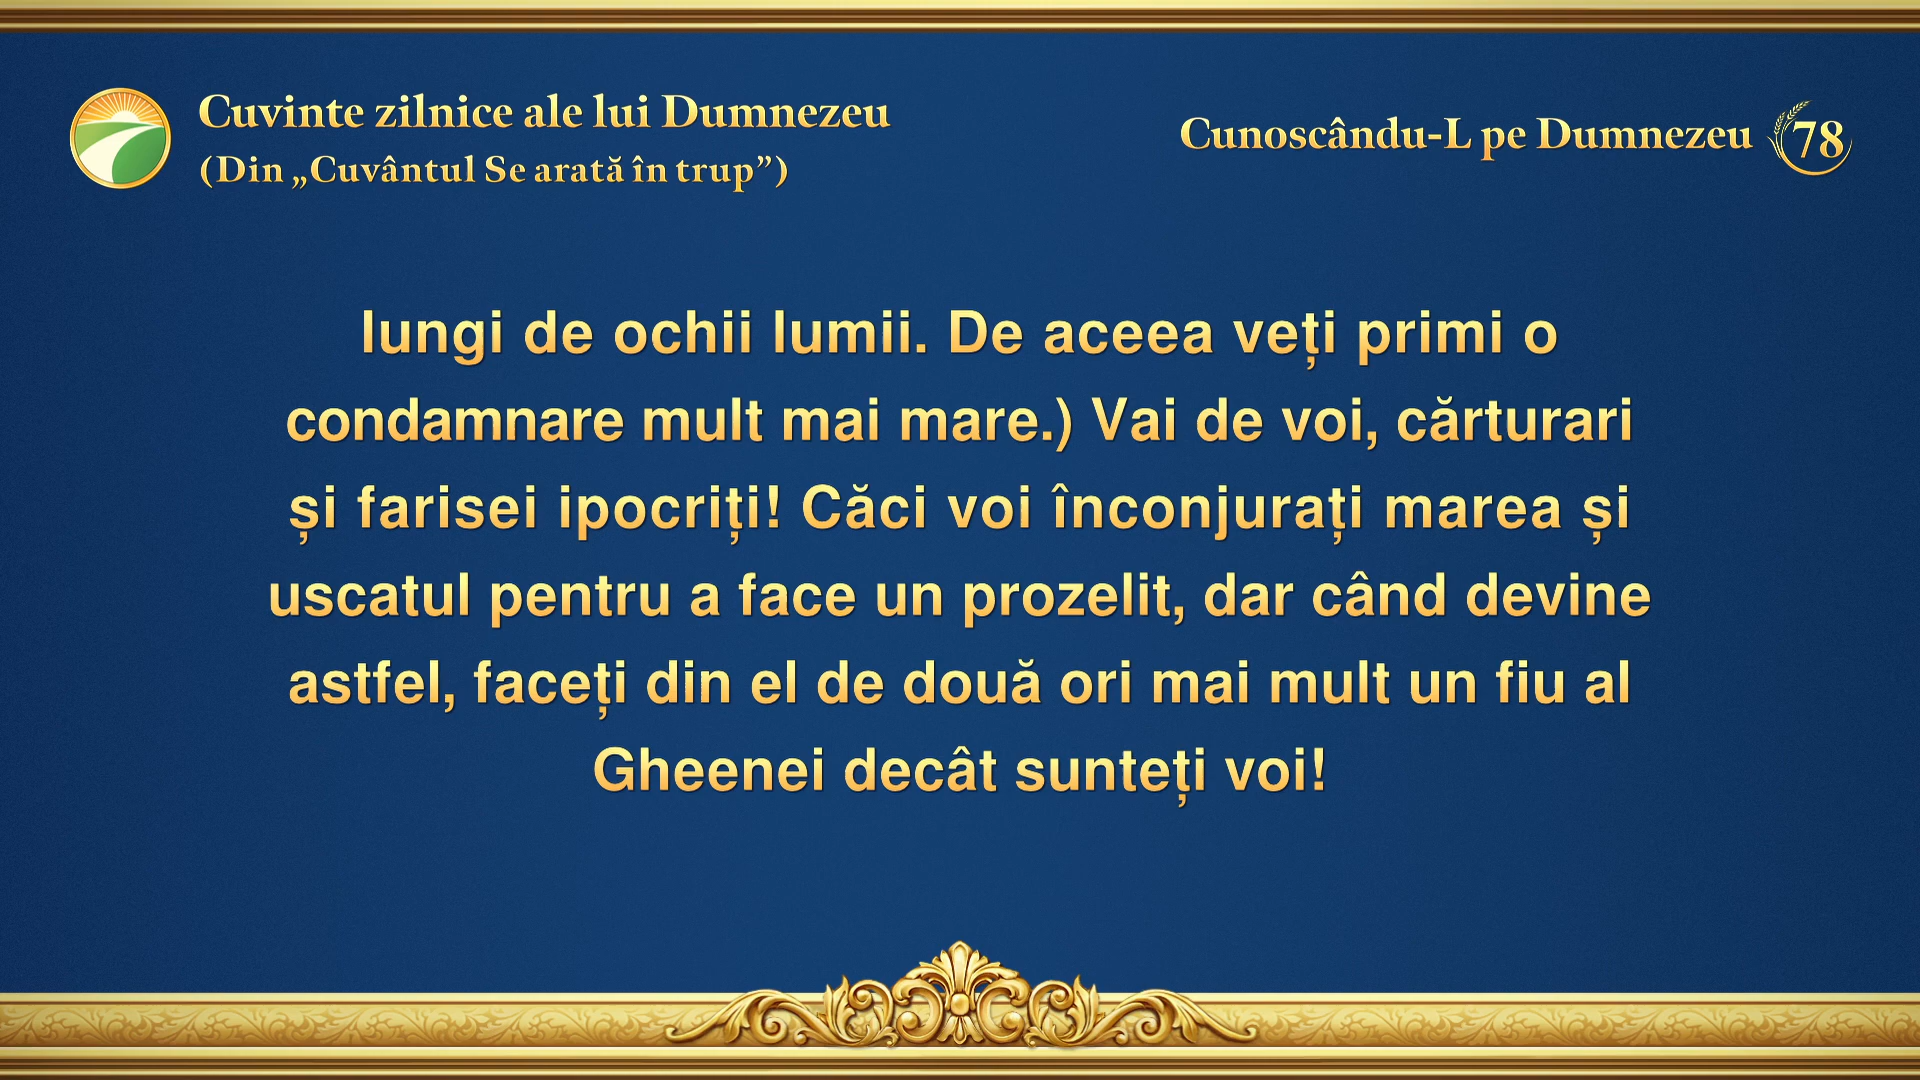 Cuvinte zilnice ale lui Dumnezeu
(Din „Cuvântul Se arată în trup”)
Cunoscându-L pe Dumnezeu 78
lungi de ochii lumii. De aceea veți primi o
condamnare mult mai mare.) Vai de voi, cărturari
și farisei ipocriți! Căci voi înconjurați marea și
uscatul pentru a face un prozelit, dar când devine
astfel, faceți din el de două ori mai mult un fiu al
Gheenei decât sunteți voi!